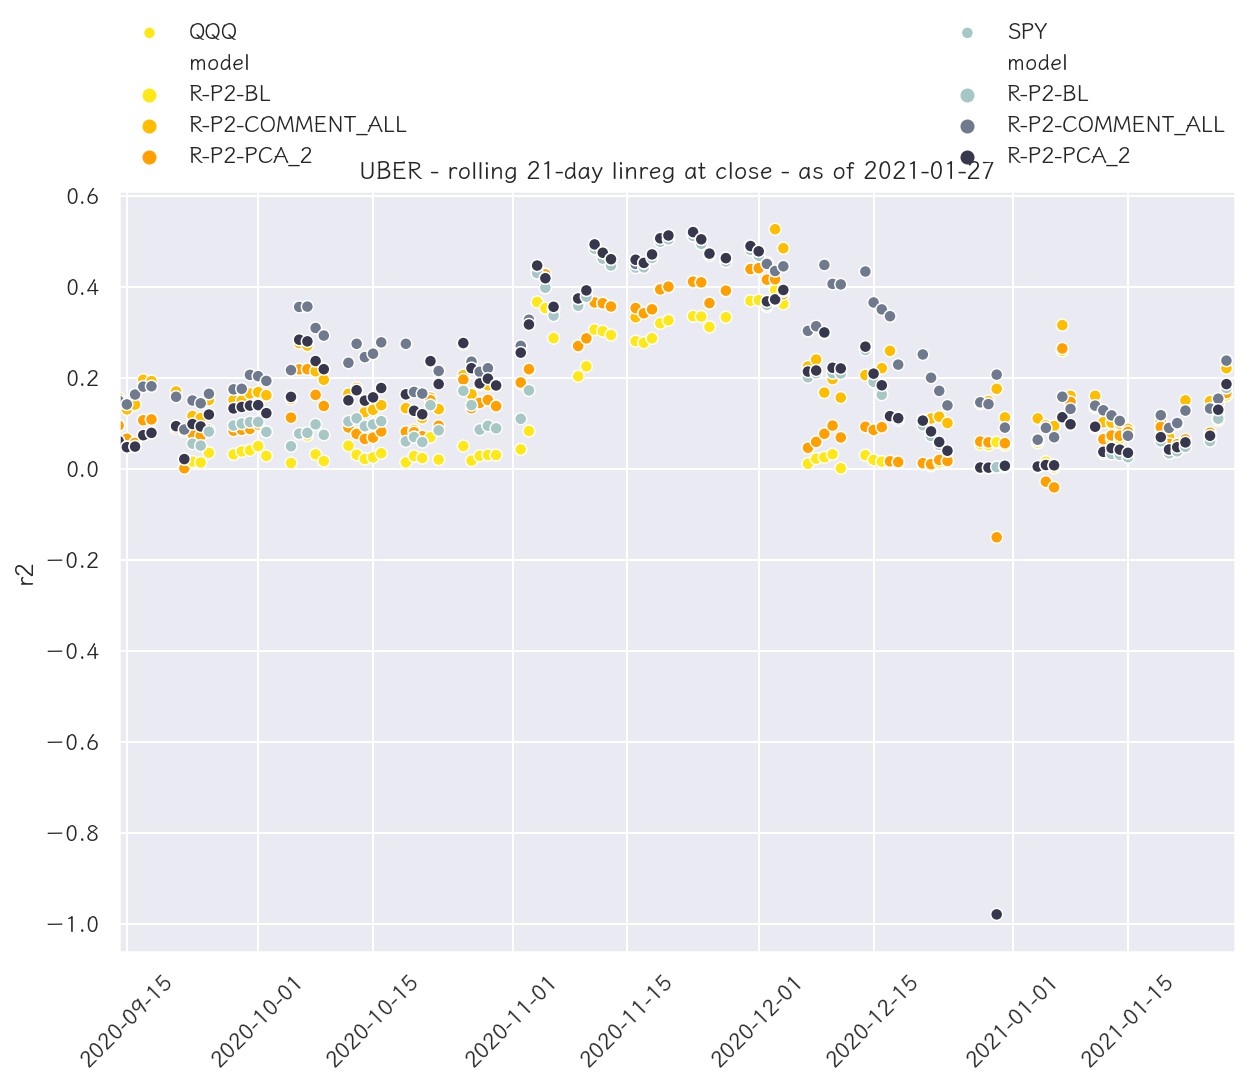 QQQ
model
R-P2-BL
R-P2-COMMENT_ALL
R-P2-PCA_2
SPY
model
R-P2-BL
R-P2-COMMENT_ALL
R-P2-PCA_2
UBER - rolling 21-day linreg at close - as of 2021-01-27
0.6
0.4
0.2
0.0
−0.2
−0.4
−0.6
−0.8
−1.0
r2
2020-09-15
2020-10-01
2020-10-15
2020-11-01
2020-11-15
2020-12-01
2020-12-15
2021-01-01
2021-01-15